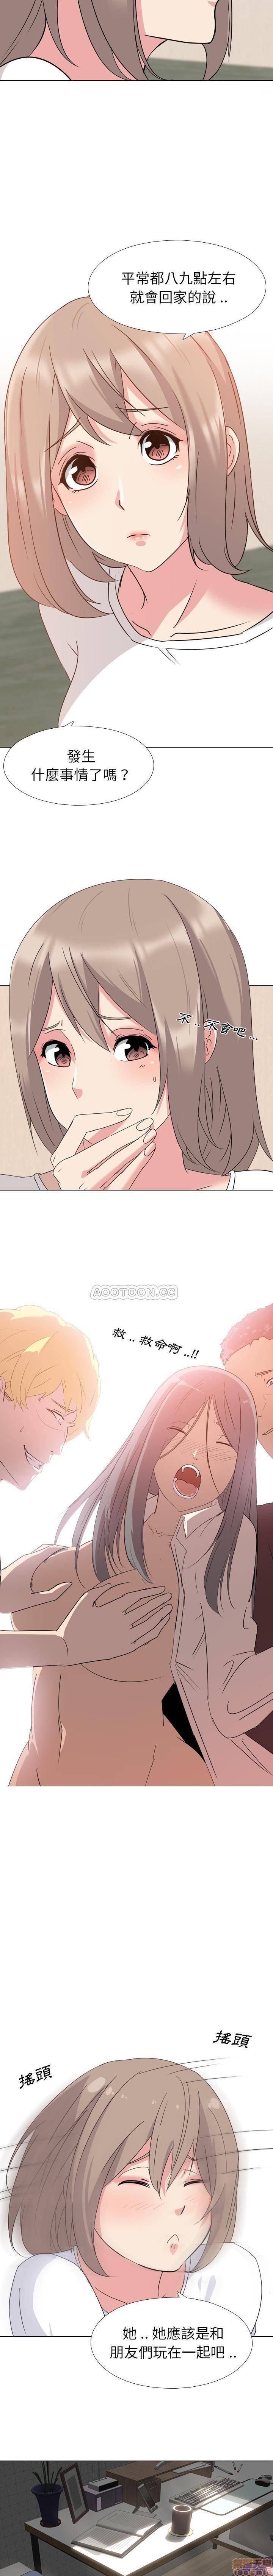 平常都八九點左右
就會回家的說 ..
發生
什麼事情了嗎？
不 .. 不會吧 ...
AOOTOON.CC
救 .. 救命啊 ..!!
搖頭
搖頭
她 .. 她應該是和
朋友們玩在一起吧 ..